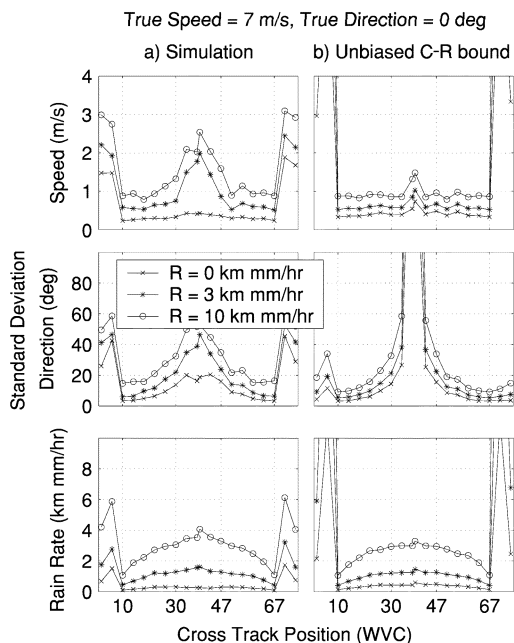 True Speed = 7 m/s, True Direction = 0 deg
a) Simulation
b) Unbiased C-R bound
Speed (m/s)
4
3
2
1
0
Standard Deviation
Direction (deg)
80
60
40
20
0
R = 0 km mm/hr
R = 3 km mm/hr
R = 10 km mm/hr
Rain Rate (km mm/hr)
8
6
4
2
0
10 30 47 67
10 30 47 67
Cross Track Position (WVC)